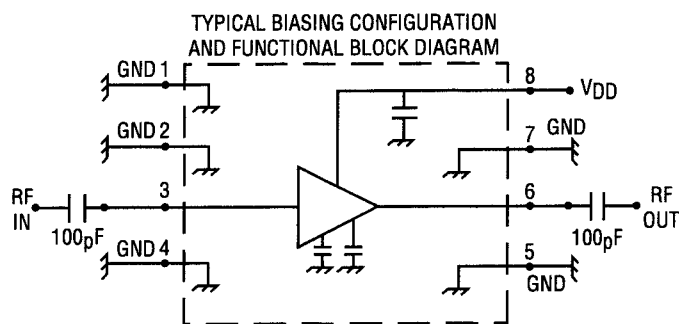 TYPICAL BIASING CONFIGURATION
AND FUNCTIONAL BLOCK DIAGRAM
GND 1
8
VDD
GND 2
7
GND
RF
IN
100pF
3
6
100pF
RF
OUT
GND 4
5
GND